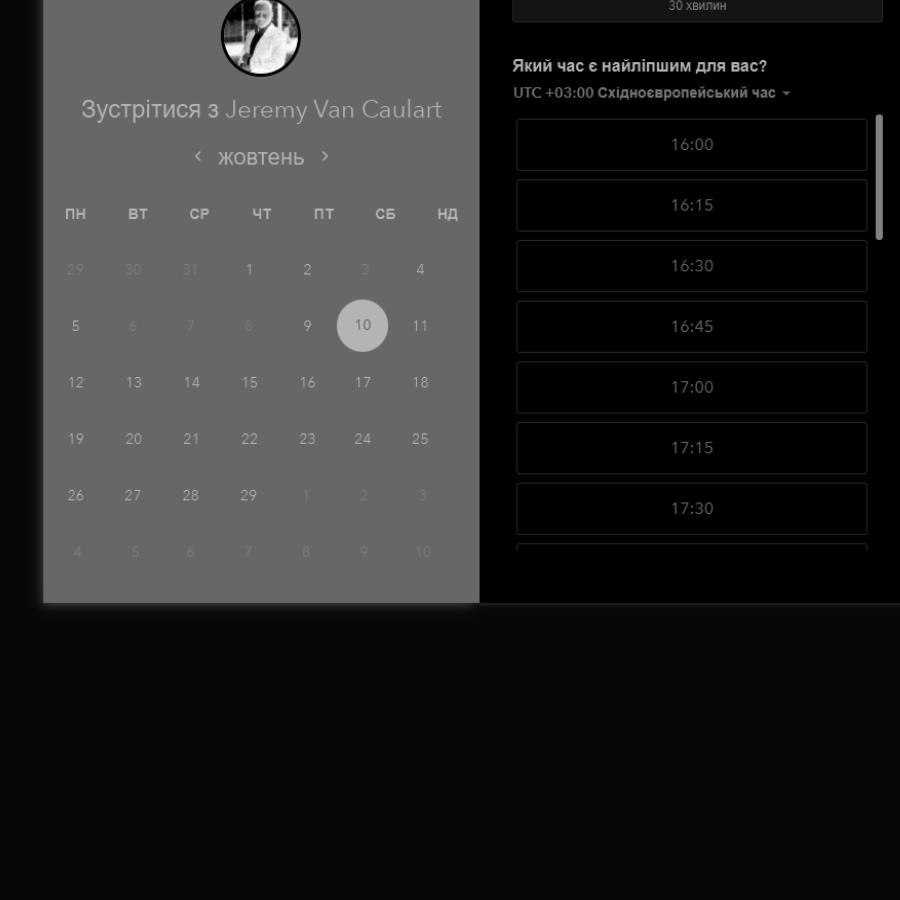 Зустрітися з Jeremy Van Caulart
жовтень
ПН ВТ СР ЧТ ПТ СБ НД
29 30 31 1 2 3 4
5 6 7 8 9 10 11
12 13 14 15 16 17 18
19 20 21 22 23 24 25
26 27 28 29 1 2 3
4 5 6 7 8 9 10
30 хвилин
Який час є найліпшим для вас?
UTC +03:00 Східноєвропейський час
16:00
16:15
16:30
16:45
17:00
17:15
17:30